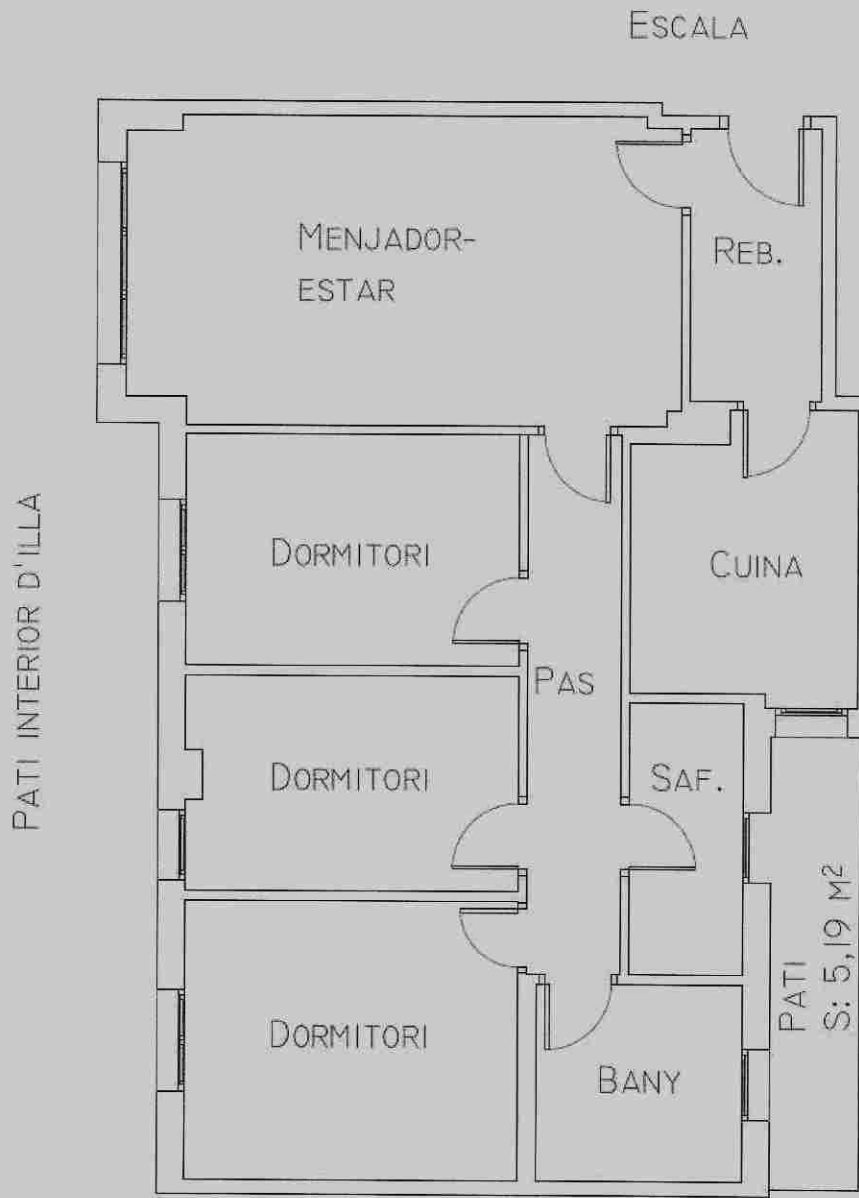 ESCALA
MENJADOR-
ESTAR
REB.
PATI INTERIOR D'ILLA
DORMITORI
CUINA
PAS
DORMITORI
SAF.
PATI
S: 5,19 M²
DORMITORI
BANY